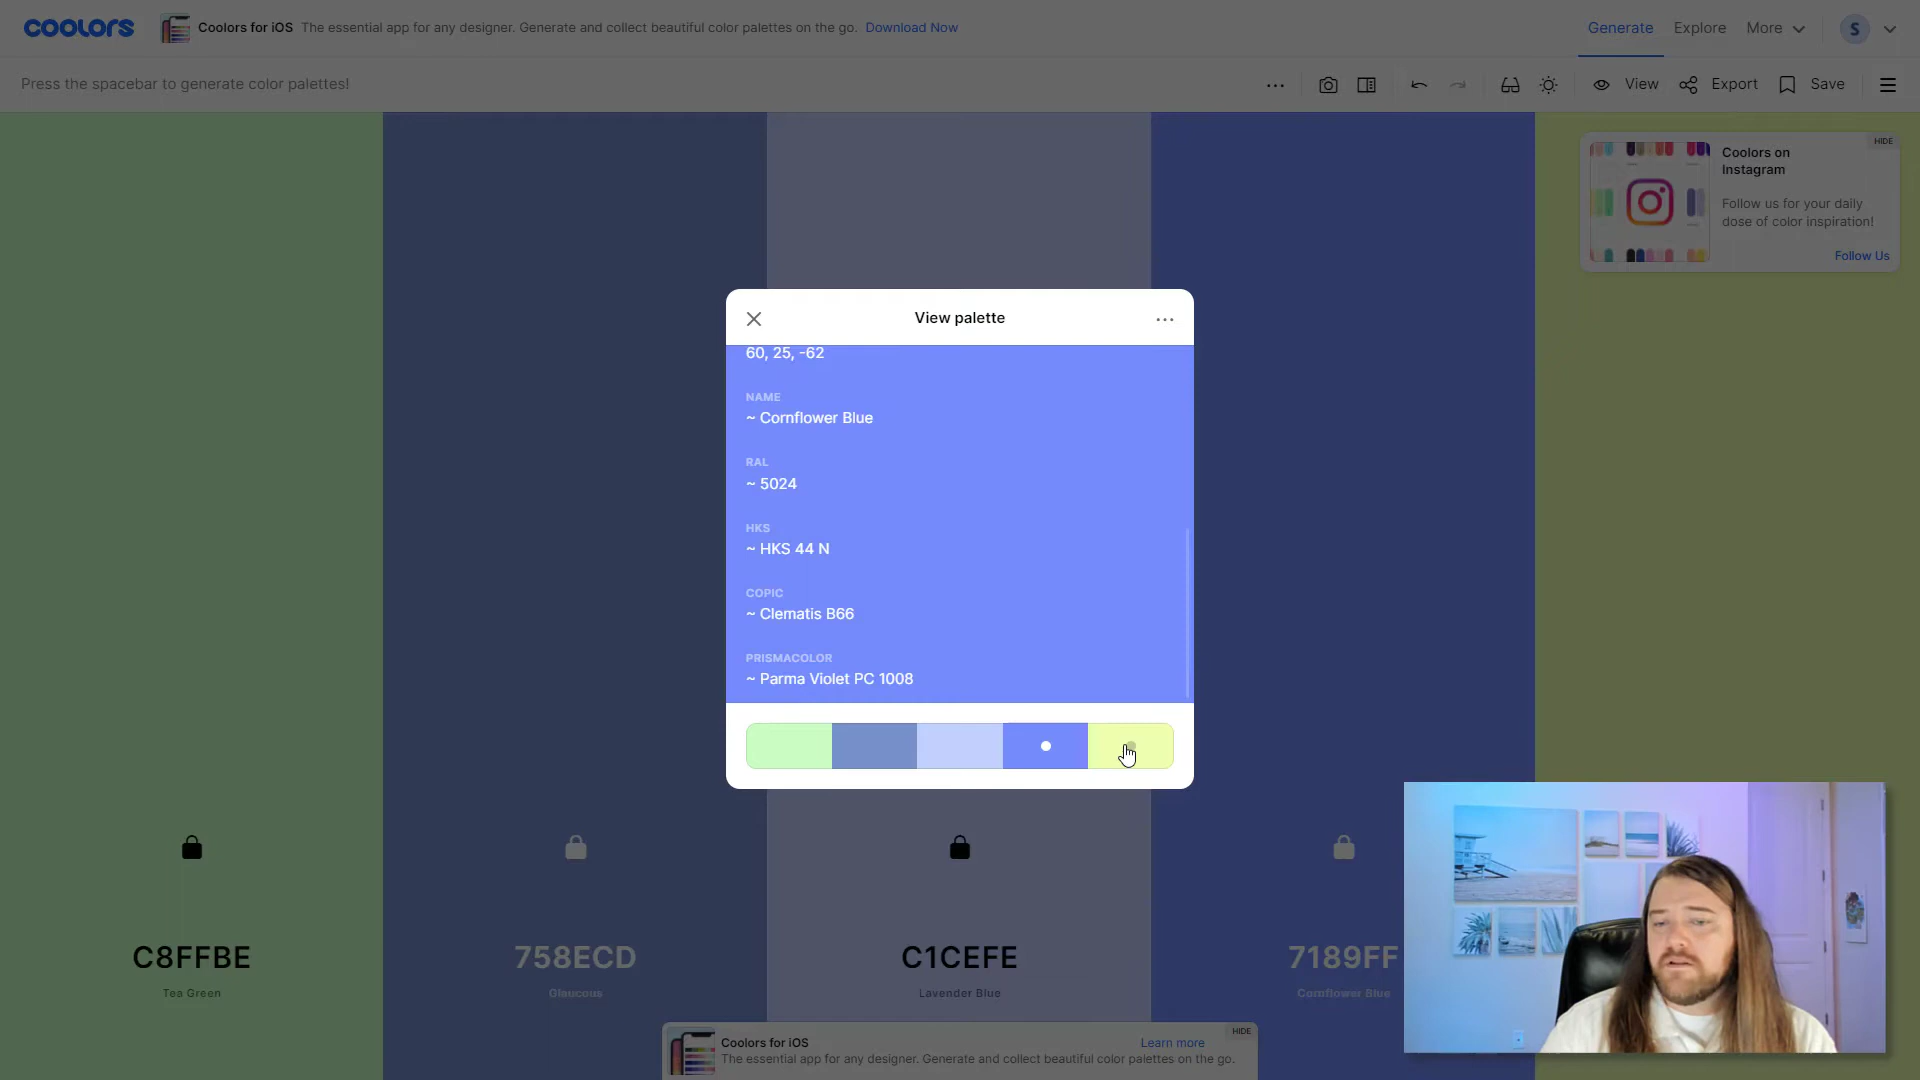 coolors
Coolors for iOS The essential app for any designer. Generate and collect beautiful color palettes on the go. Download Now
Generate Explore More S
Press the spacebar to generate color palettes!
View Export Save
HIDE
Coolors on
Instagram
Follow us for your daily
dose of color inspiration!
Follow Us
View palette
60, 25, -62
NAME
~ Cornflower Blue
RAL
~ 5024
HKS
~ HKS 44 N
COPIC
~ Clematis B66
PRISMACOLOR
~ Parma Violet PC 1008
C8FFBE 758ECD C1CEFE 7189FF
Tea Green Glaucous Lavender Blue Cornflower Blue
Coolors for iOS Learn more HIDE
The essential app for any designer. Generate and collect beautiful color palettes on the go.